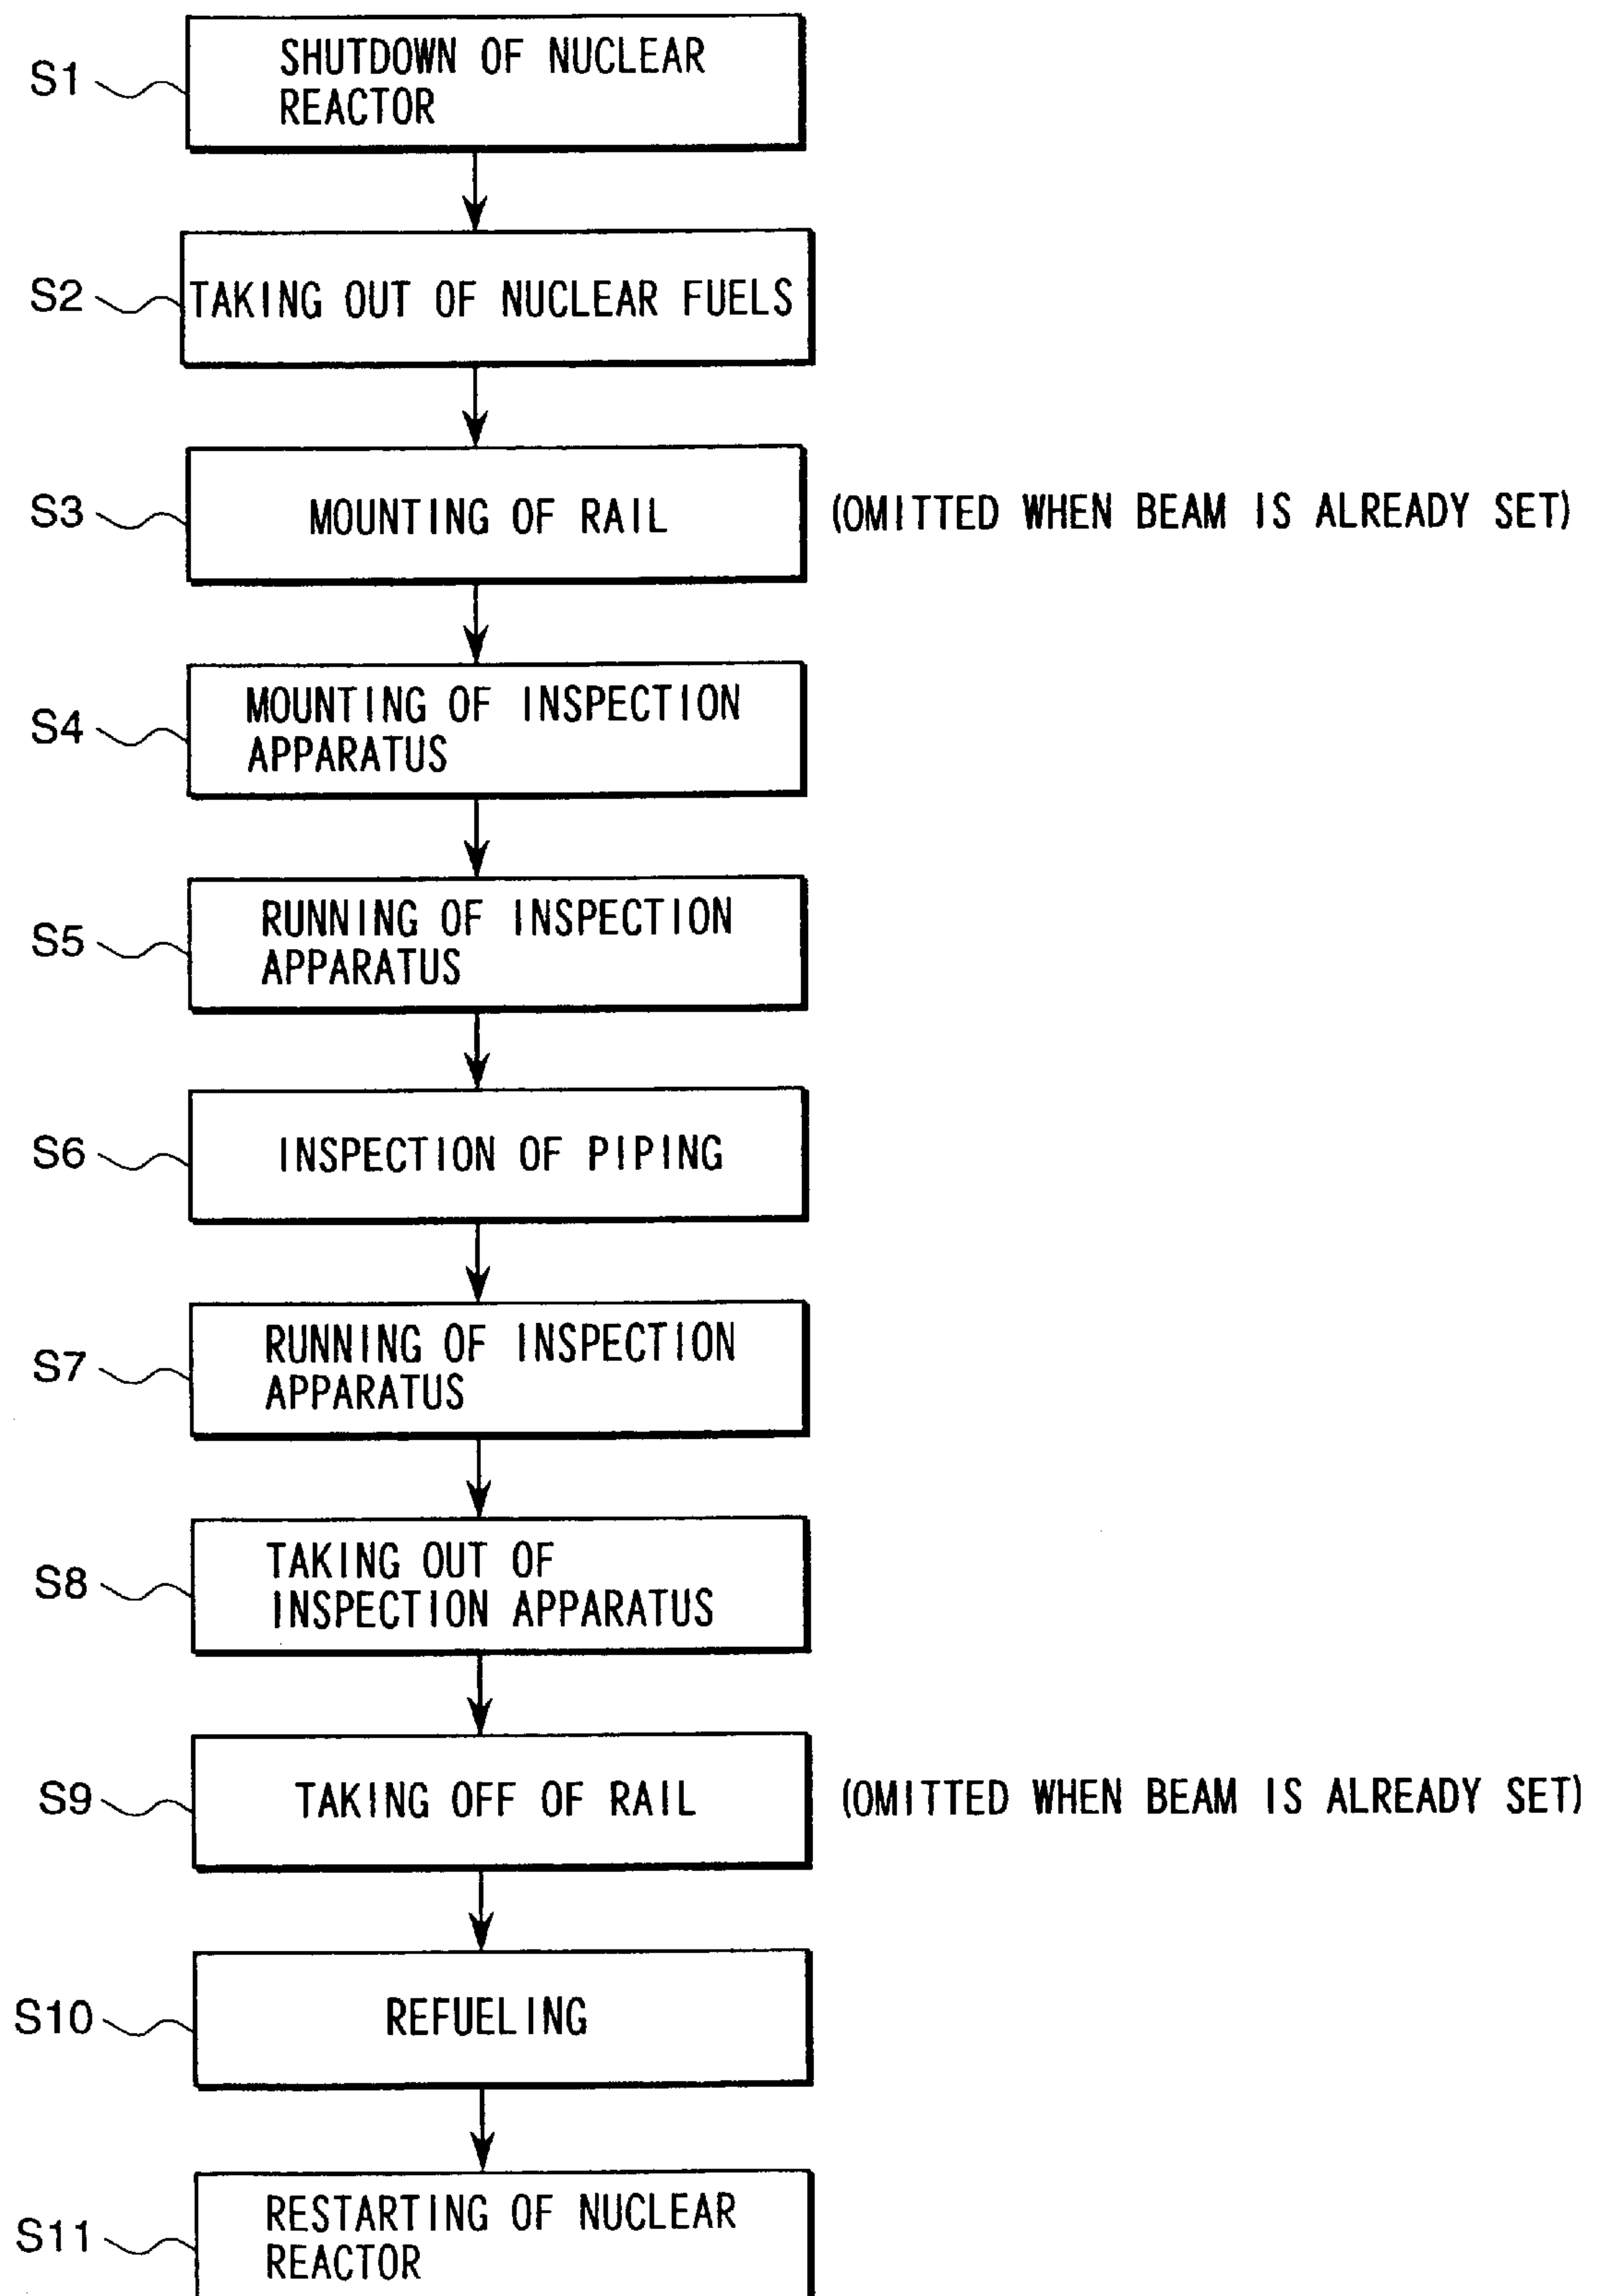 S1
SHUTDOWN OF NUCLEAR
REACTOR
S2
TAKING OUT OF NUCLEAR FUELS
S3
MOUNTING OF RAIL
(OMITTED WHEN BEAM IS ALREADY SET)
S4
MOUNTING OF INSPECTION
APPARATUS
S5
RUNNING OF INSPECTION
APPARATUS
S6
INSPECTION OF PIPING
S7
RUNNING OF INSPECTION
APPARATUS
S8
TAKING OUT OF
INSPECTION APPARATUS
S9
TAKING OFF OF RAIL
(OMITTED WHEN BEAM IS ALREADY SET)
S10
REFUELING
S11
RESTARTING OF NUCLEAR
REACTOR